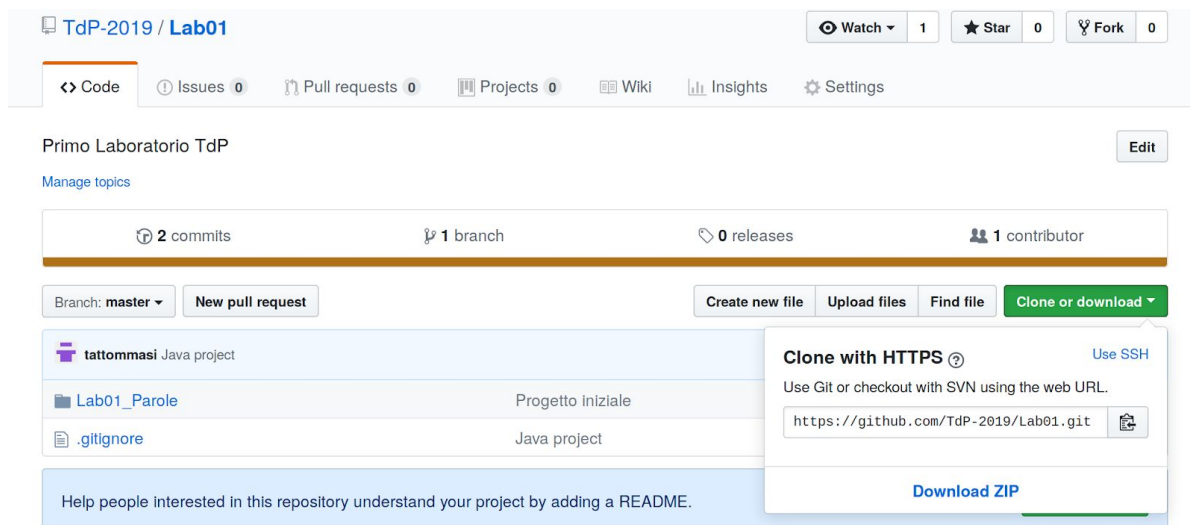 TdP-2019 / Lab01
Watch 1 Star 0 Fork 0
Code Issues 0 Pull requests 0 Projects 0 Wiki Insights Settings
Primo Laboratorio TdP Edit
Manage topics
2 commits 1 branch 0 releases 1 contributor
Branch: master New pull request Create new file Upload files Find file Clone or download
tattommasi Java project
Lab01_Parole Progetto iniziale
.gitignore Java project
Help people interested in this repository understand your project by adding a README.
Clone with HTTPS ?
Use SSH
Use Git or checkout with SVN using the web URL.
https://github.com/TdP-2019/Lab01.git
Download ZIP